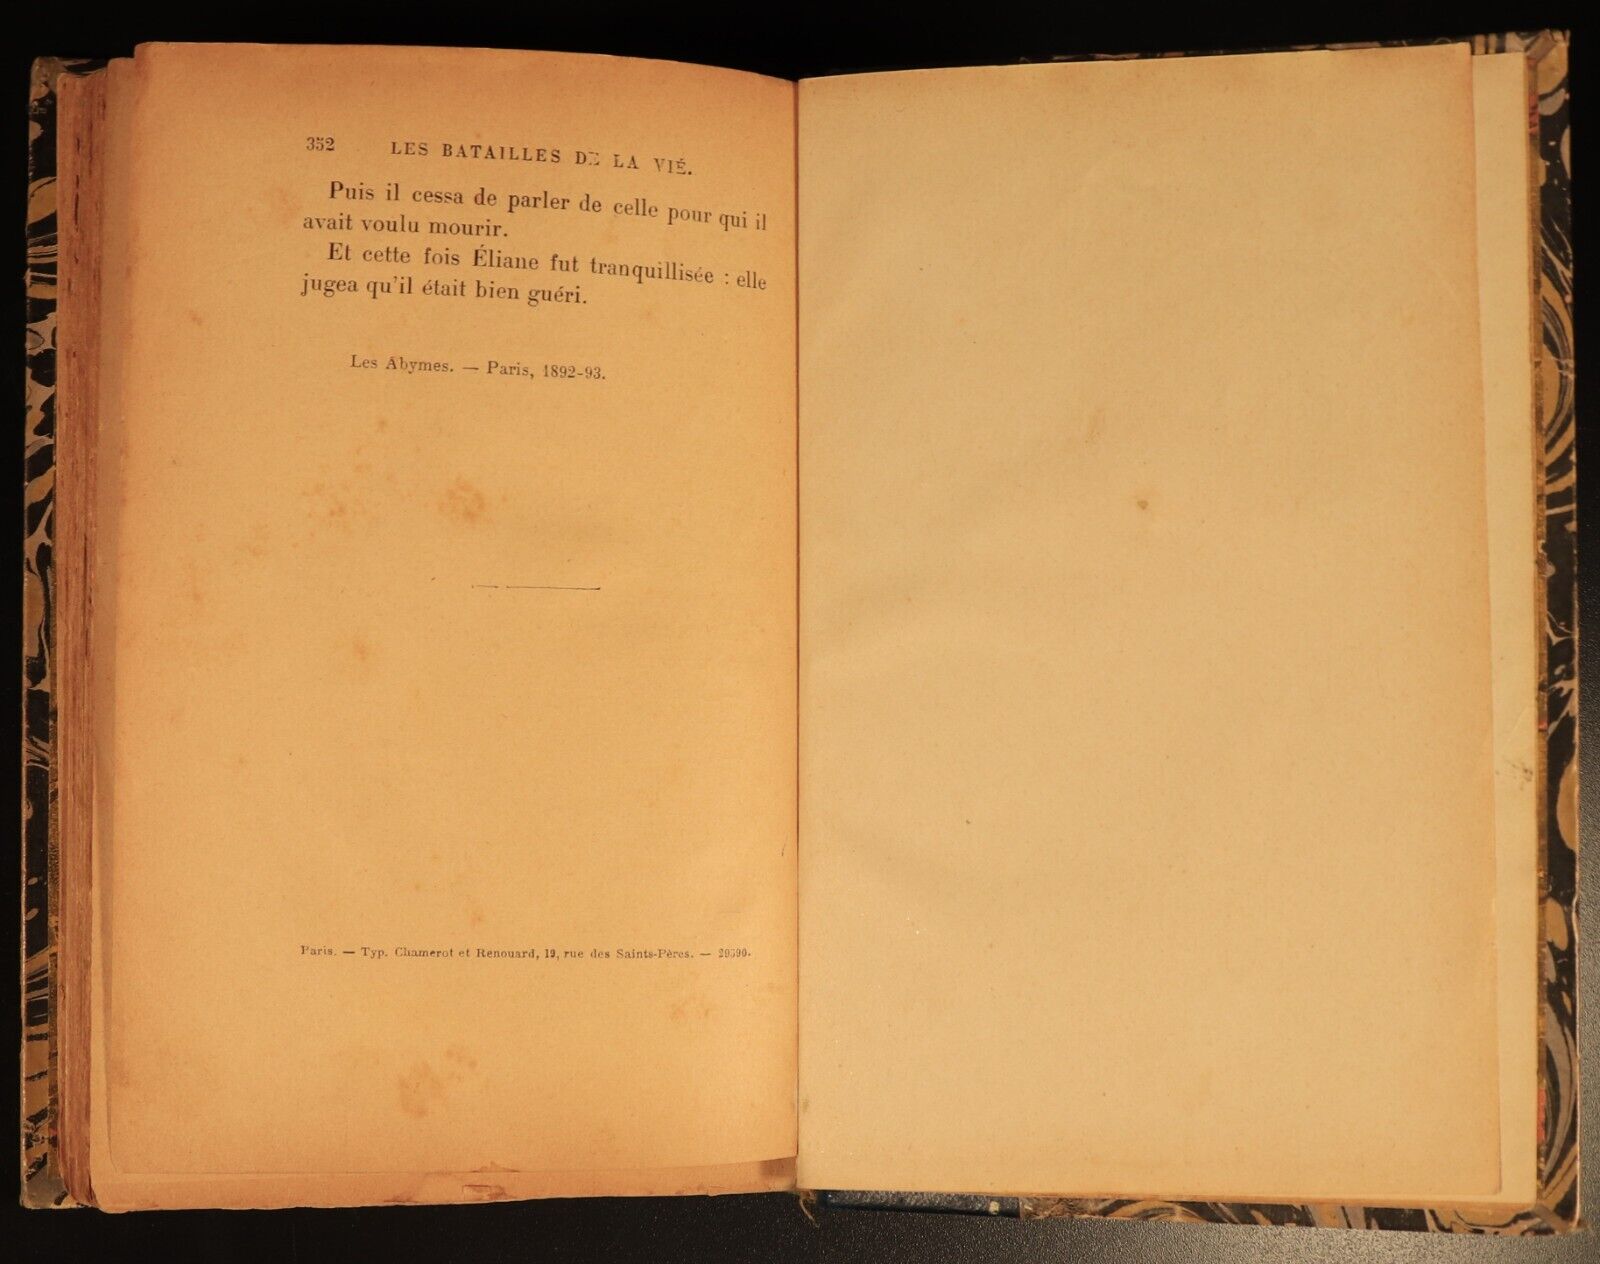 352 LES BATAILLES DE LA VIE.
Puis il cessa de parler de celle pour qui il
avait voulu mourir.
Et cette fois Éliane fut tranquillisée : elle
jugea qu'il était bien guéri.
Les Abymes. — Paris, 1892-93.
Paris. — Typ. Chamerot et Renouard, 19, rue des Saints-Pères. —